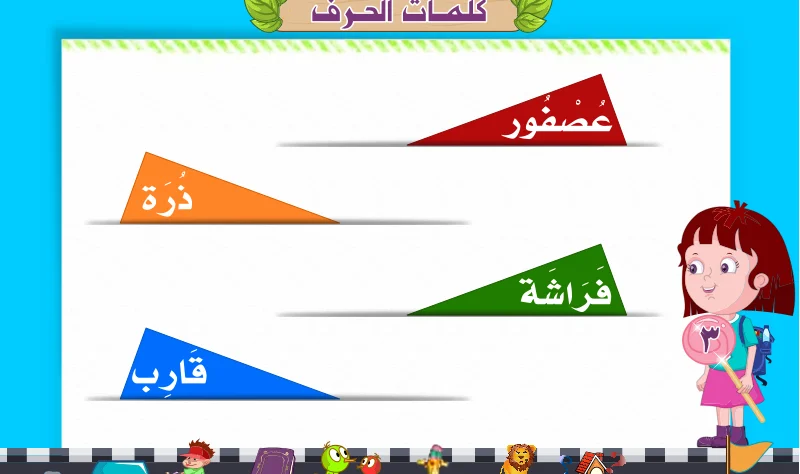 كلمات الحرف
عُصْفُور
ذُرَة
فَرَاشَة
قَارِب
٣